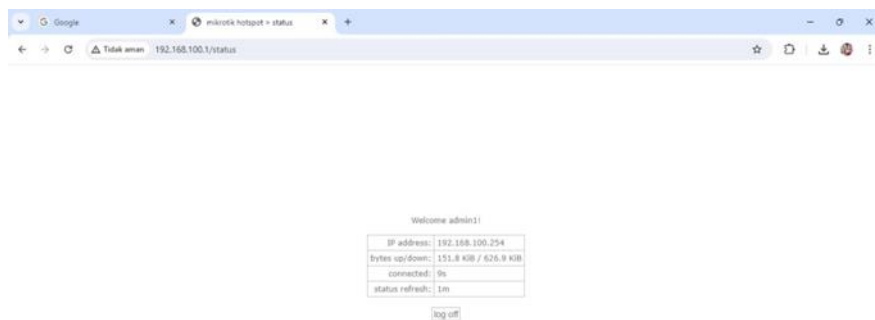 Google
mikrotik hotspot > status
Tidak aman 192.168.100.1/status
Welcome admin1!
IP address: 192.168.100.254
bytes up/down: 151.8 KiB / 626.9 KiB
connected: 9s
status refresh: 1m
log off